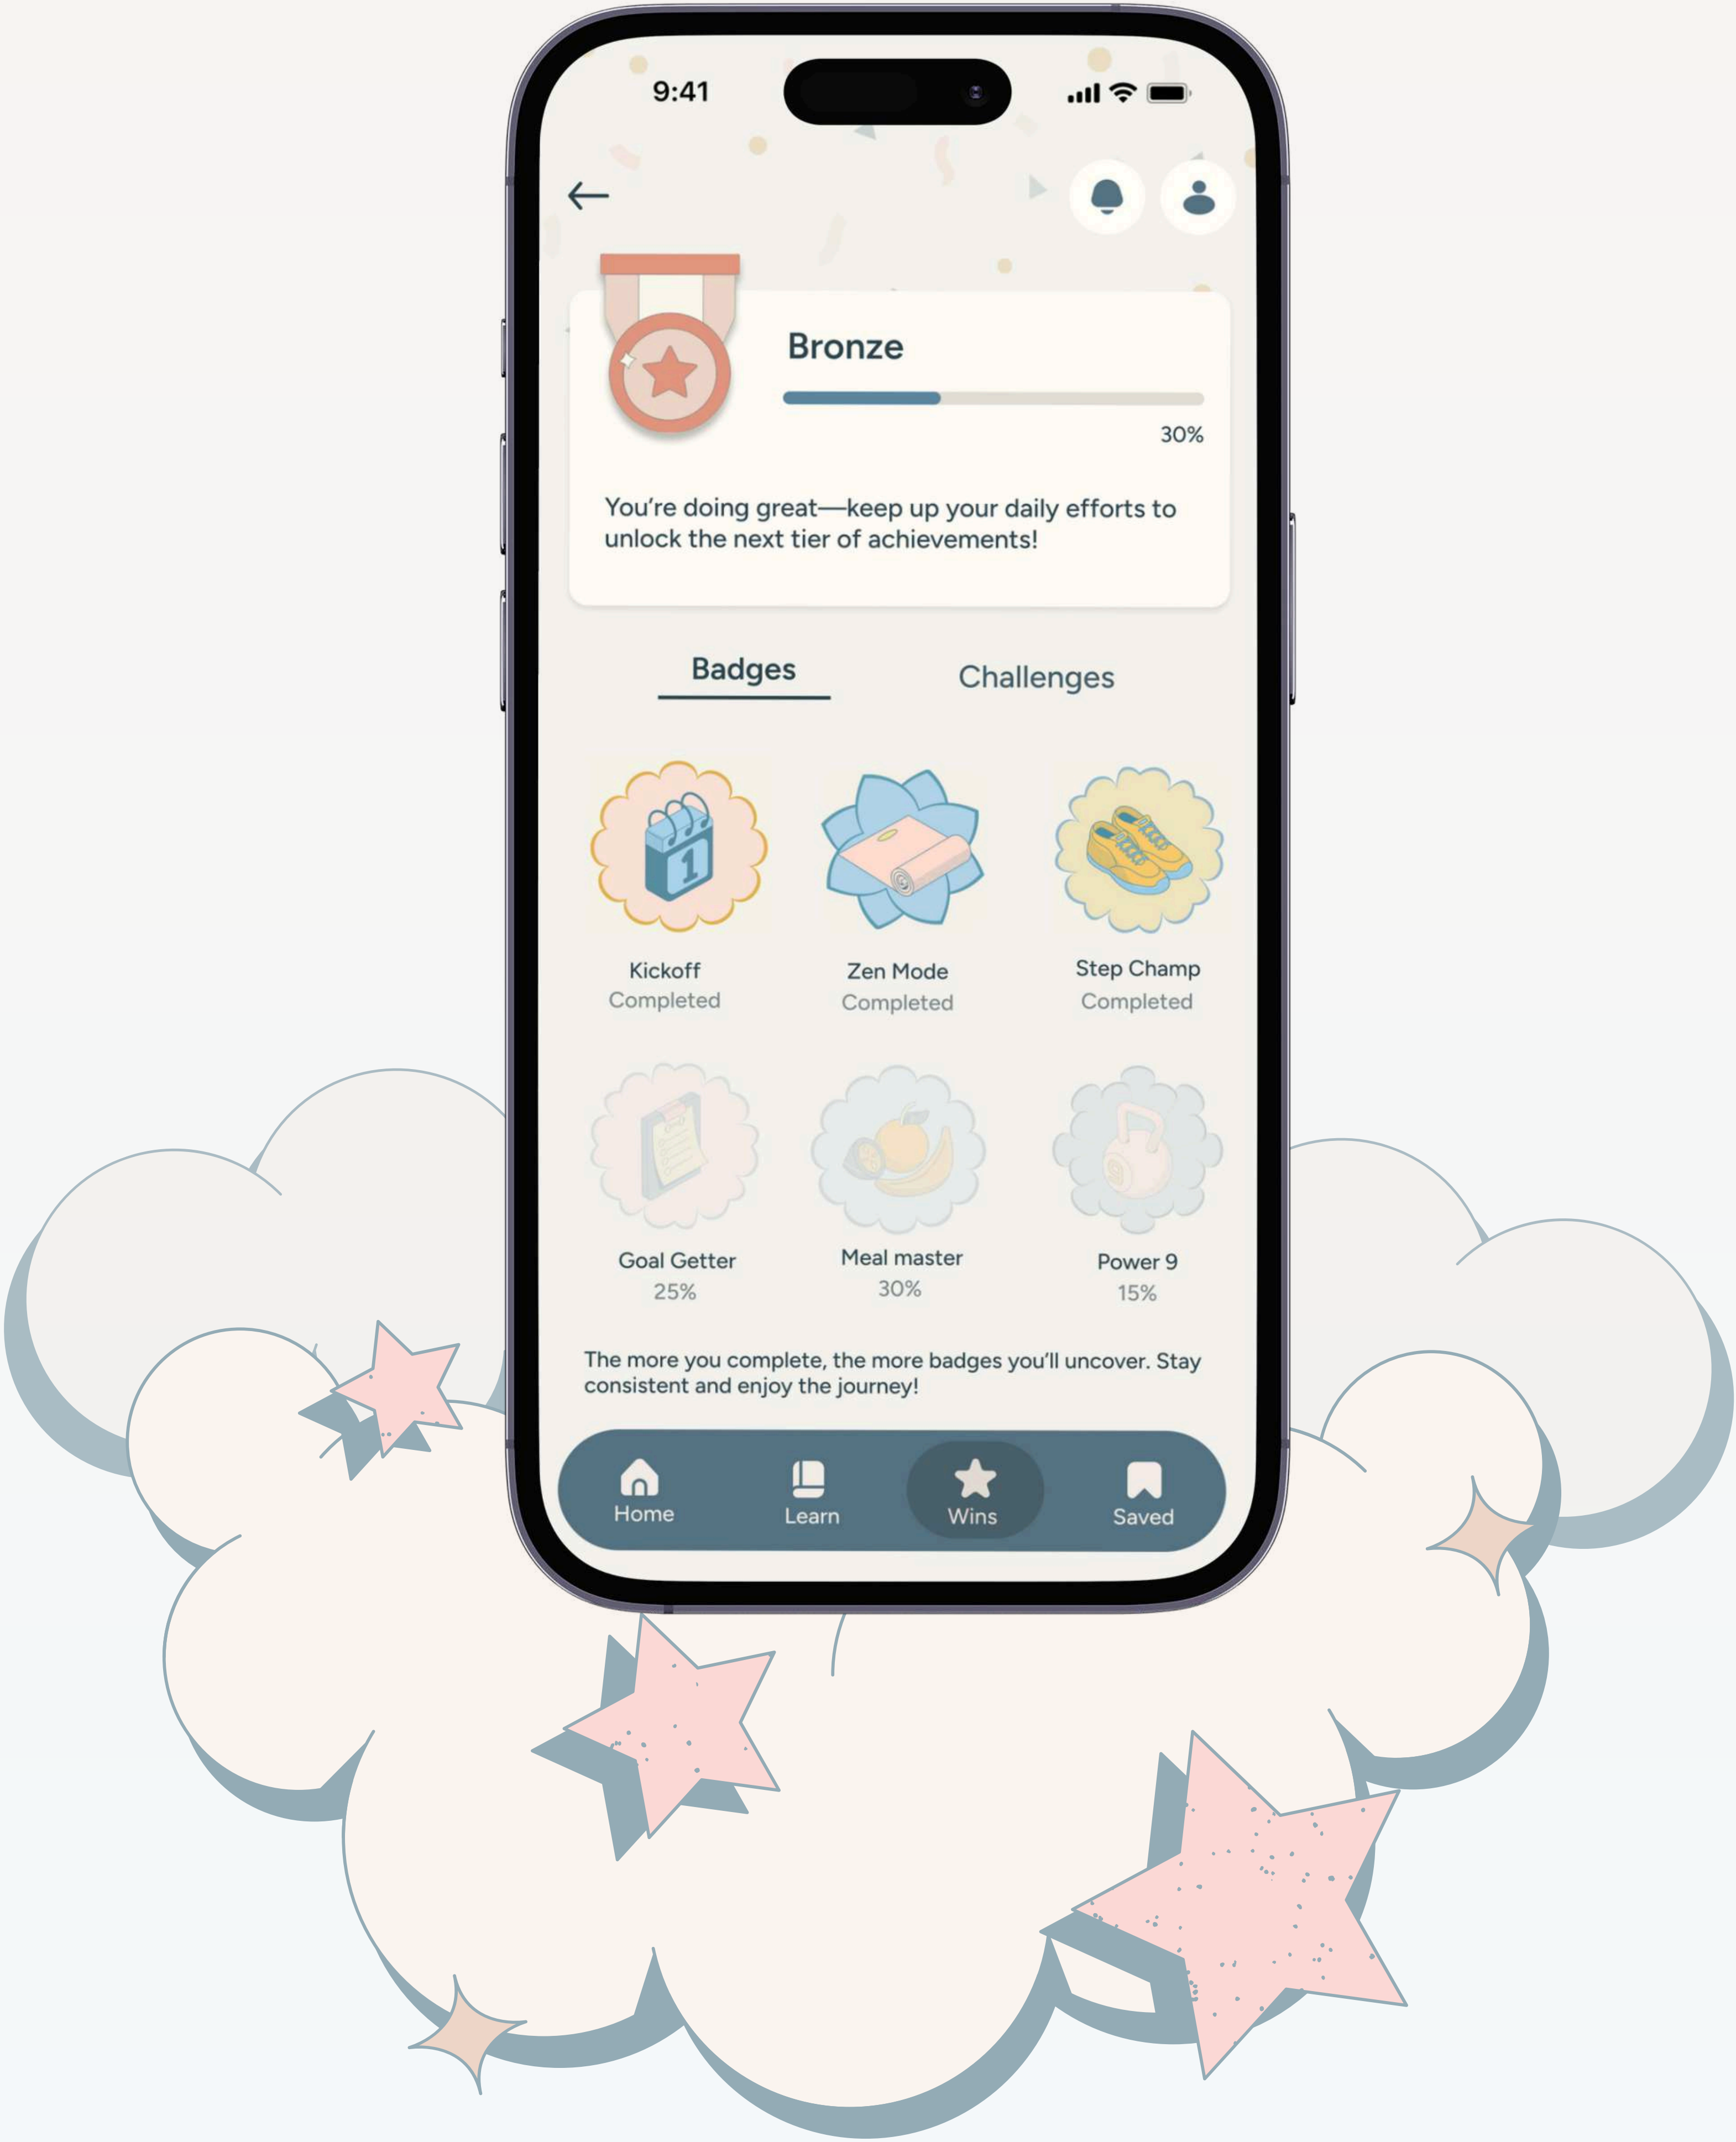 9:41
Bronze
30%
You’re doing great—keep up your daily efforts to
unlock the next tier of achievements!
Badges Challenges
1
Kickoff Zen Mode Step Champ
Completed Completed Completed
9
Goal Getter Meal master Power 9
25% 30% 15%
The more you complete, the more badges you’ll uncover. Stay
consistent and enjoy the journey!
Home Learn Wins Saved